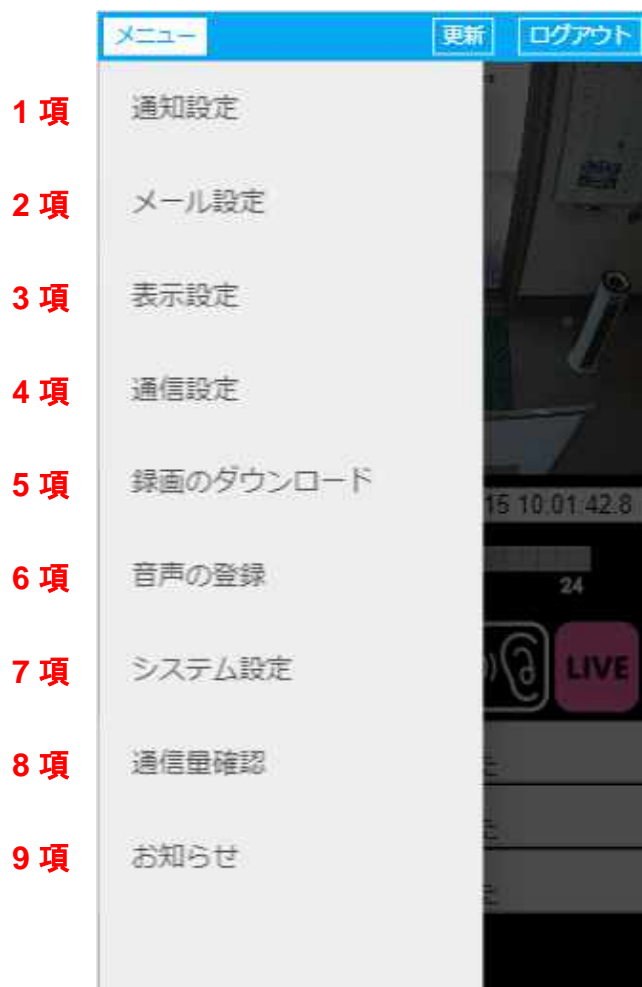 メニュー 更新 ログアウト
1 項 通知設定
2 項 メール設定
3 項 表示設定
4 項 通信設定
5 項 録画のダウンロード
15 10:01:42.8
6 項 音声の登録
24
7 項 システム設定
LIVE
8 項 通信量確認
9 項 お知らせ